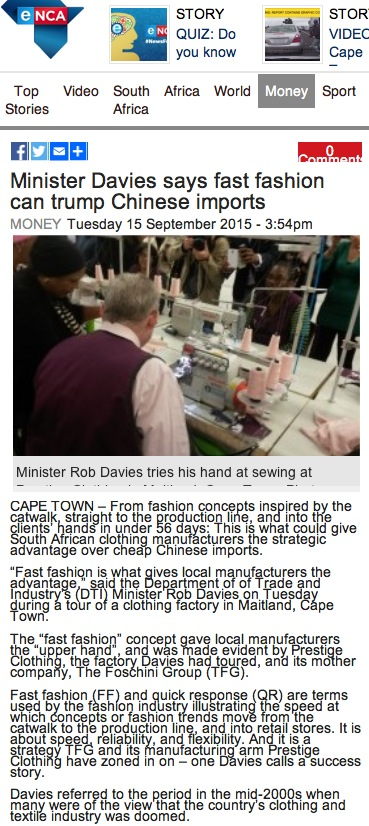 eNCA
STORY
QUIZ: Do
you know
STOR
VIDEO
Cape
Top
Stories
Video
South
Africa
Africa
World
Money
Sport
0
Comments
Minister Davies says fast fashion
can trump Chinese imports
MONEY Tuesday 15 September 2015 - 3:54pm
Minister Rob Davies tries his hand at sewing at
CAPE TOWN – From fashion concepts inspired by the
catwalk, straight to the production line, and into the
clients' hands in under 56 days: This is what could give
South African clothing manufacturers the strategic
advantage over cheap Chinese imports.
“Fast fashion is what gives local manufacturers the
advantage,” said the Department of of Trade and
Industry's (DTI) Minister Rob Davies on Tuesday
during a tour of a clothing factory in Maitland, Cape
Town.
The “fast fashion” concept gave local manufacturers
the “upper hand”, and was made evident by Prestige
Clothing, the factory Davies had toured, and its mother
company, The Foschini Group (TFG).
Fast fashion (FF) and quick response (QR) are terms
used by the fashion industry illustrating the speed at
which concepts or fashion trends move from the
catwalk to the production line, and into retail stores. It is
about speed, reliability, and flexibility. And it is a
strategy TFG and its manufacturing arm Prestige
Clothing have zoned in on – one Davies calls a success
story.
Davies referred to the period in the mid-2000s when
many were of the view that the country's clothing and
textile industry was doomed.